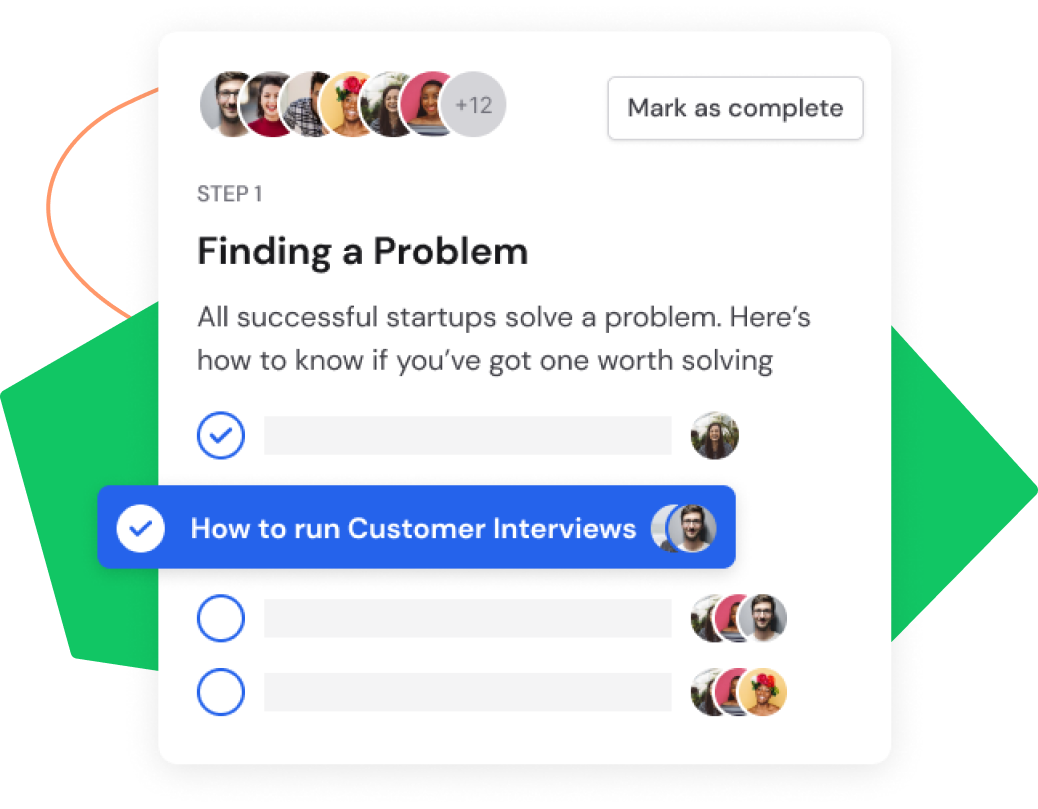 +12
Mark as complete
STEP 1
Finding a Problem
All successful startups solve a problem. Here’s
how to know if you’ve got one worth solving
How to run Customer Interviews